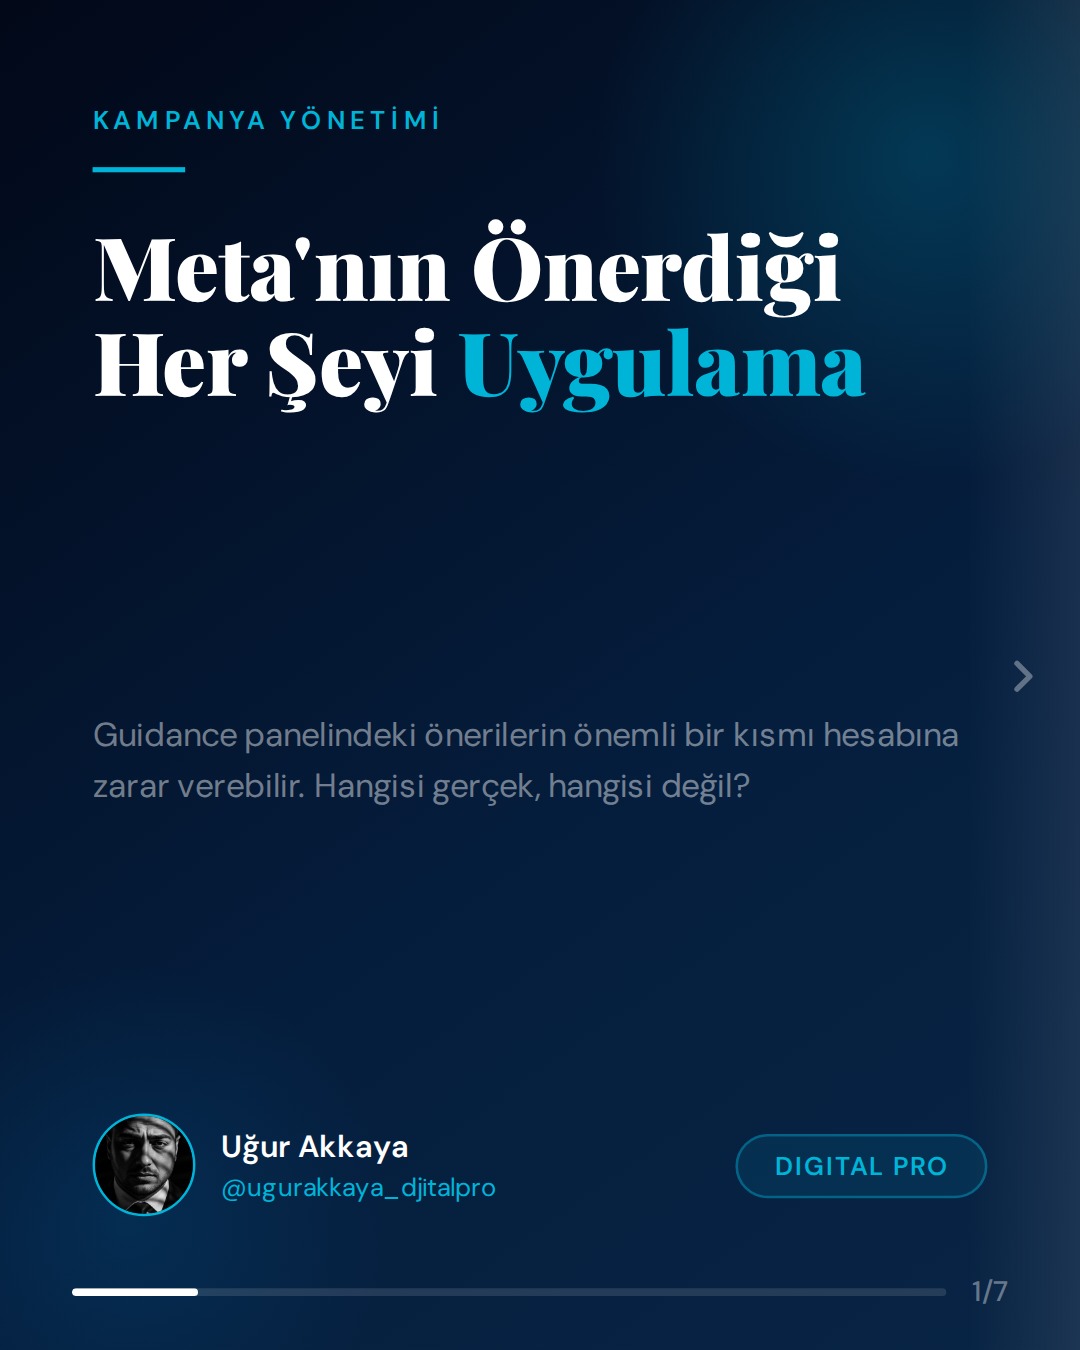 KAMPANYA YÖNETİMİ
Meta'nın Önerdiği
Her Şeyi Uygulama
Guidance panelindeki önerilerin önemli bir kısmı hesabına
zarar verebilir. Hangisi gerçek, hangisi değil?
Uğur Akkaya
@ugurakkaya_djitalpro
DIGITAL PRO
1/7